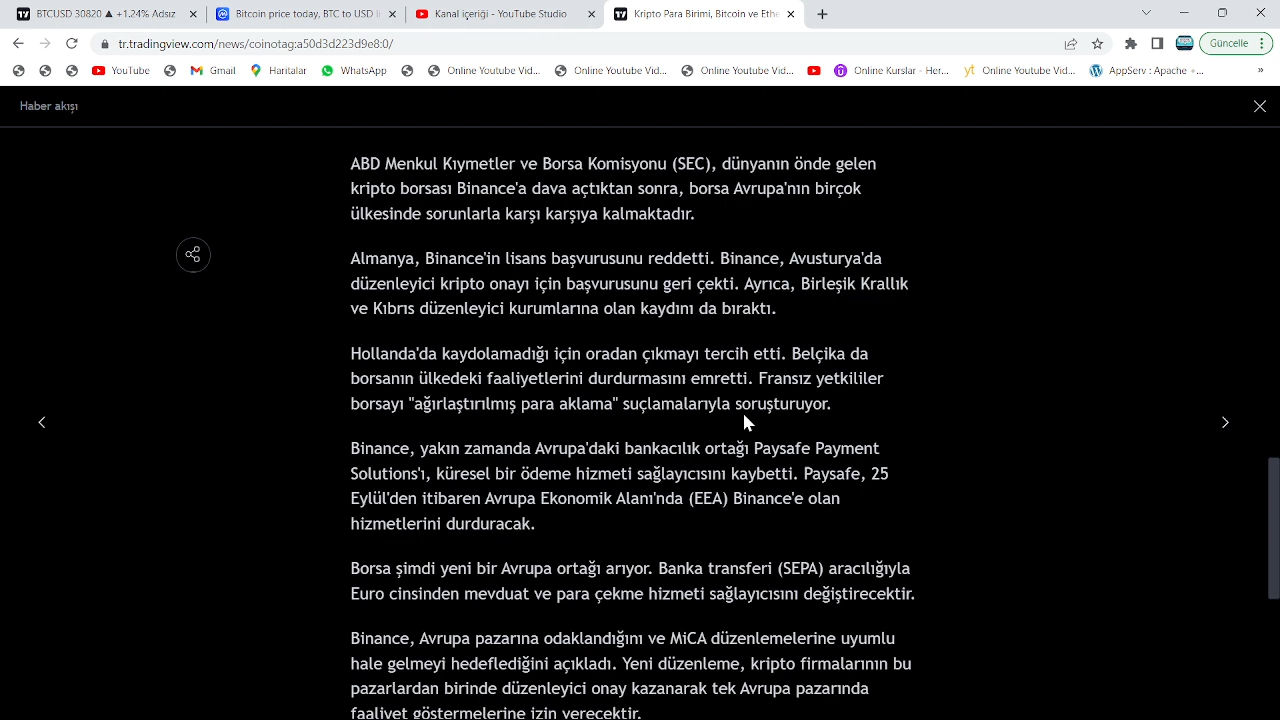 BTCUSD 30820 ▲ +1.24% Adsız
Bitcoin price today, BTC to USD li
Kanal içeriği - YouTube Studio
Kripto Para Birimi, Bitcoin ve Ethe
tr.tradingview.com/news/coinotag:a50d3d223d9e8:0/
Güncelle
YouTube
Gmail
Haritalar
WhatsApp
Online Youtube Vid...
Online Youtube Vid...
Online Youtube Vid...
Online Kurslar - Her...
Online Youtube Vid...
AppServ : Apache +...
Haber akışı
ABD Menkul Kıymetler ve Borsa Komisyonu (SEC), dünyanın önde gelen
kripto borsası Binance'a dava açtıktan sonra, borsa Avrupa'nın birçok
ülkesinde sorunlarla karşı karşıya kalmaktadır.
Almanya, Binance'in lisans başvurusunu reddetti. Binance, Avusturya'da
düzenleyici kripto onayı için başvurusunu geri çekti. Ayrıca, Birleşik Krallık
ve Kıbrıs düzenleyici kurumlarına olan kaydını da bıraktı.
Hollanda'da kaydolamadığı için oradan çıkmayı tercih etti. Belçika da
borsanın ülkedeki faaliyetlerini durdurmasını emretti. Fransız yetkililer
borsayı "ağırlaştırılmış para aklama" suçlamalarıyla soruşturuyor.
Binance, yakın zamanda Avrupa'daki bankacılık ortağı Paysafe Payment
Solutions'ı, küresel bir ödeme hizmeti sağlayıcısını kaybetti. Paysafe, 25
Eylül'den itibaren Avrupa Ekonomik Alanı'nda (EEA) Binance'e olan
hizmetlerini durduracak.
Borsa şimdi yeni bir Avrupa ortağı arıyor. Banka transferi (SEPA) aracılığıyla
Euro cinsinden mevduat ve para çekme hizmeti sağlayıcısını değiştirecektir.
Binance, Avrupa pazarına odaklandığını ve MiCA düzenlemelerine uyumlu
hale gelmeyi hedeflediğini açıkladı. Yeni düzenleme, kripto firmalarının bu
pazarlardan birinde düzenleyici onay kazanarak tek Avrupa pazarında
faaliyet göstermelerine izin verecektir.